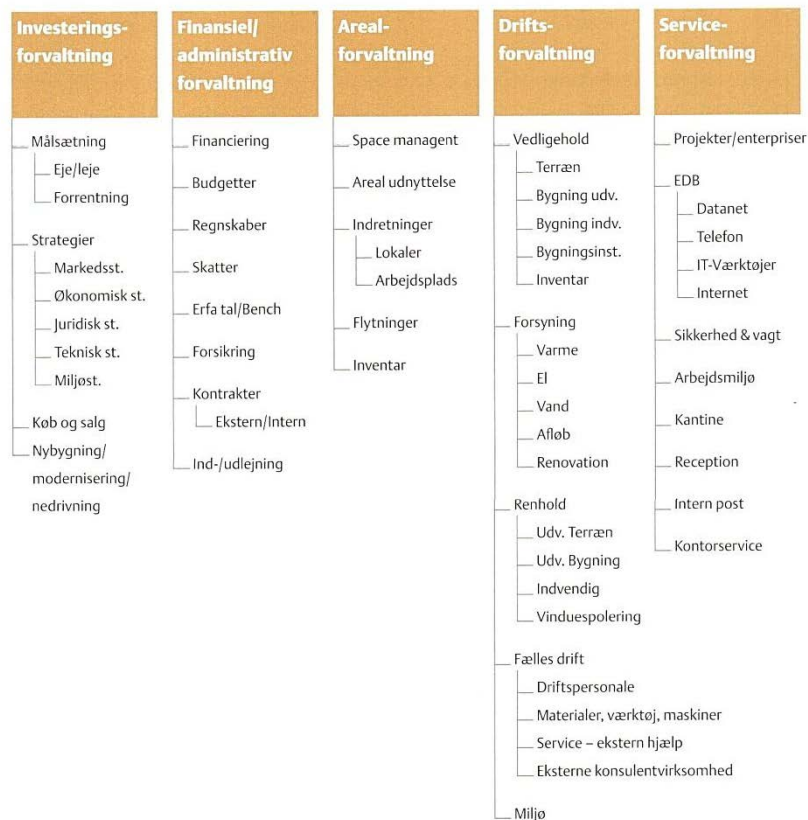 Investerings-
forvaltning
Målsætning
Eje/leje
Forrentning
Strategier
Markedsst.
Økonomisk st.
Juridisk st.
Teknisk st.
Miljøst.
Køb og salg
Nybygning/
modernisering/
nedrivning
Finansiel/
administrativ
forvaltning
Financiering
Budgetter
Regnskaber
Skatter
Erfa tal/Bench
Forsikring
Kontrakter
Ekstern/Intern
Ind-/udlejning
Areal-
forvaltning
Space managent
Areal udnyttelse
Indretninger
Lokaler
Arbejdsplads
Flytninger
Inventar
Drifts-
forvaltning
Vedligehold
Terræn
Bygning udv.
Bygning indv.
Bygningsinst.
Inventar
Forsyning
Varme
El
Vand
Afløb
Renovation
Renhold
Udv. Terræn
Udv. Bygning
Indvendig
Vinduespolering
Fælles drift
Driftspersonale
Materialer, værktøj, maskiner
Service – ekstern hjælp
Eksterne konsulentvirksomhed
Miljø
Service-
forvaltning
Projekter/enterpriser
EDB
Datanet
Telefon
IT-Værktøjer
Internet
Sikkerhed & vagt
Arbejdsmiljø
Kantine
Reception
Intern post
Kontorservice